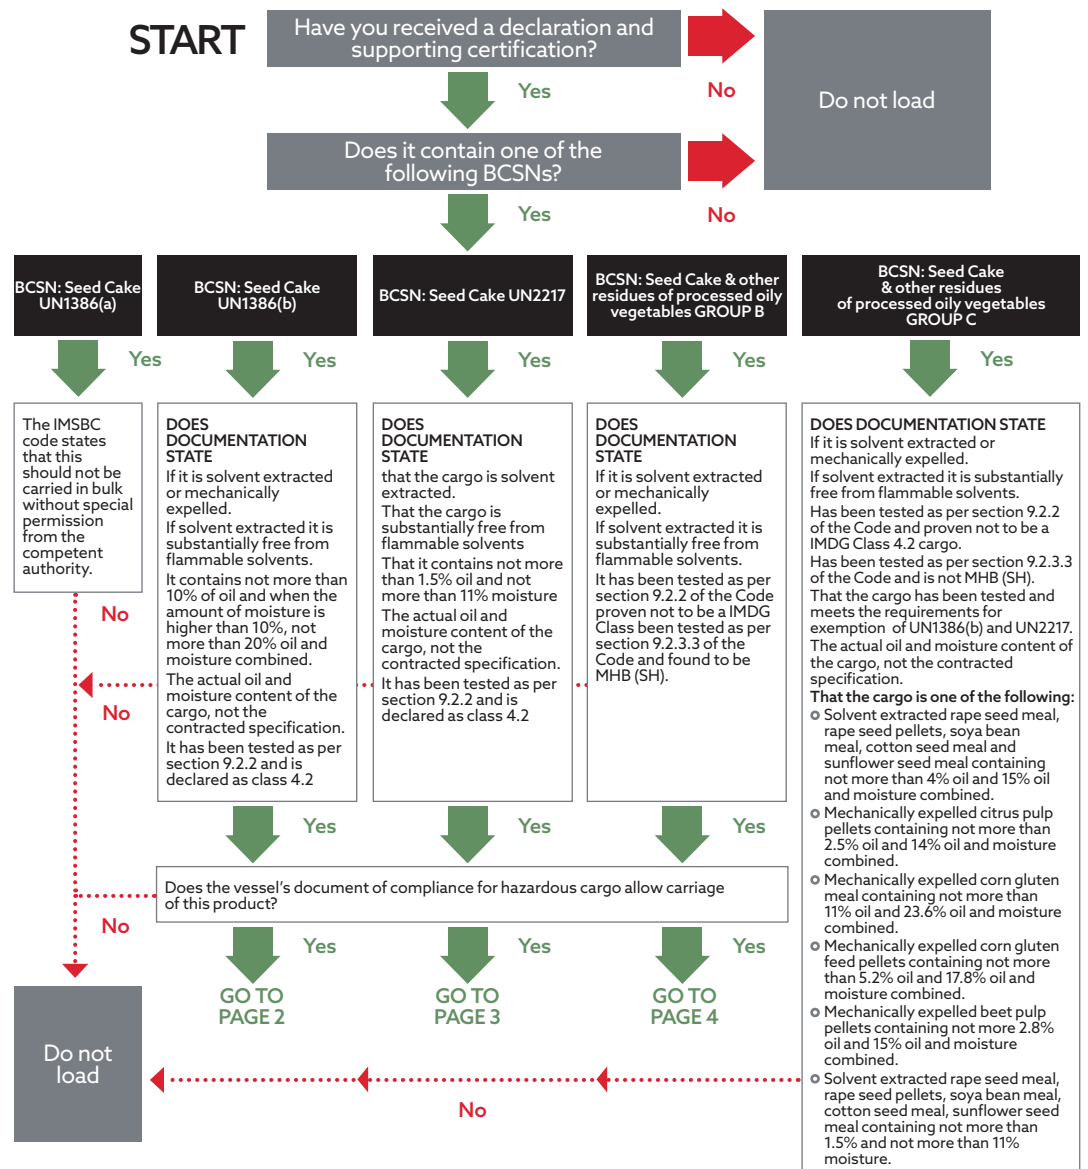 START
Have you received a declaration and
supporting certification?
No
Do not load
Yes
Does it contain one of the
following BCSNs?
No
Yes
BCSN: Seed Cake
UN1386(a)
BCSN: Seed Cake
UN1386(b)
BCSN: Seed Cake UN2217
BCSN: Seed Cake & other
residues of processed oily
vegetables GROUP B
BCSN: Seed Cake
& other residues
of processed oily vegetables
GROUP C
Yes
Yes
Yes
Yes
Yes
The IMSBC
code states
that this
should not be
carried in bulk
without special
permission
from the
competent
authority.
No
No
DOES
DOCUMENTATION
STATE
If it is solvent extracted
or mechanically
expelled.
If solvent extracted it is
substantially free from
flammable solvents.
It contains not more than
10% of oil and when the
amount of moisture is
higher than 10%, not
more than 20% oil and
moisture combined.
The actual oil and
moisture content of the
cargo, not the
contracted specification.
It has been tested as per
section 9.2.2 and is
declared as class 4.2
DOES
DOCUMENTATION
STATE
that the cargo is solvent
extracted.
That the cargo is
substantially free from
flammable solvents
That it contains not more
than 1.5% oil and not
more than 11% moisture
The actual oil and
moisture content of the
cargo, not the
contracted specification.
It has been tested as per
section 9.2.2 and is
declared as class 4.2
DOES
DOCUMENTATION
STATE
If it is solvent extracted
or mechanically
expelled.
If solvent extracted it is
substantially free from
flammable solvents.
It has been tested as per
section 9.2.2 of the Code
proven not to be a IMDG
Class been tested as per
section 9.2.3.3 of the
Code and found to be
MHB (SH).
DOES DOCUMENTATION STATE
If it is solvent extracted or
mechanically expelled.
If solvent extracted it is substantially
free from flammable solvents.
Has been tested as per section 9.2.2
of the Code and proven not to be a
IMDG Class 4.2 cargo.
Has been tested as per section 9.2.3.3
of the Code and is not MHB (SH).
That the cargo has been tested and
meets the requirements for
exemption of UN1386(b) and UN2217.
The actual oil and moisture content of
the cargo, not the contracted
specification.
That the cargo is one of the following:
Solvent extracted rape seed meal,
rape seed pellets, soya bean
meal, cotton seed meal and
sunflower seed meal containing
not more than 4% oil and 15% oil
and moisture combined.
Mechanically expelled citrus pulp
pellets containing not more than
2.5% oil and 14% oil and moisture
combined.
Mechanically expelled corn gluten
meal containing not more than
11% oil and 23.6% oil and moisture
combined.
Mechanically expelled corn gluten
feed pellets containing not more
than 5.2% oil and 17.8% oil and
moisture combined.
Mechanically expelled beet pulp
pellets containing not more 2.8%
oil and 15% oil and moisture
combined.
Solvent extracted rape seed meal,
rape seed pellets, soya bean meal,
cotton seed meal, sunflower seed
meal containing not more than
1.5% and not more than 11%
moisture.
Yes
Yes
Yes
Does the vessel's document of compliance for hazardous cargo allow carriage
of this product?
No
Yes
Yes
Yes
GO TO
PAGE 2
GO TO
PAGE 3
GO TO
PAGE 4
Do not
load
No